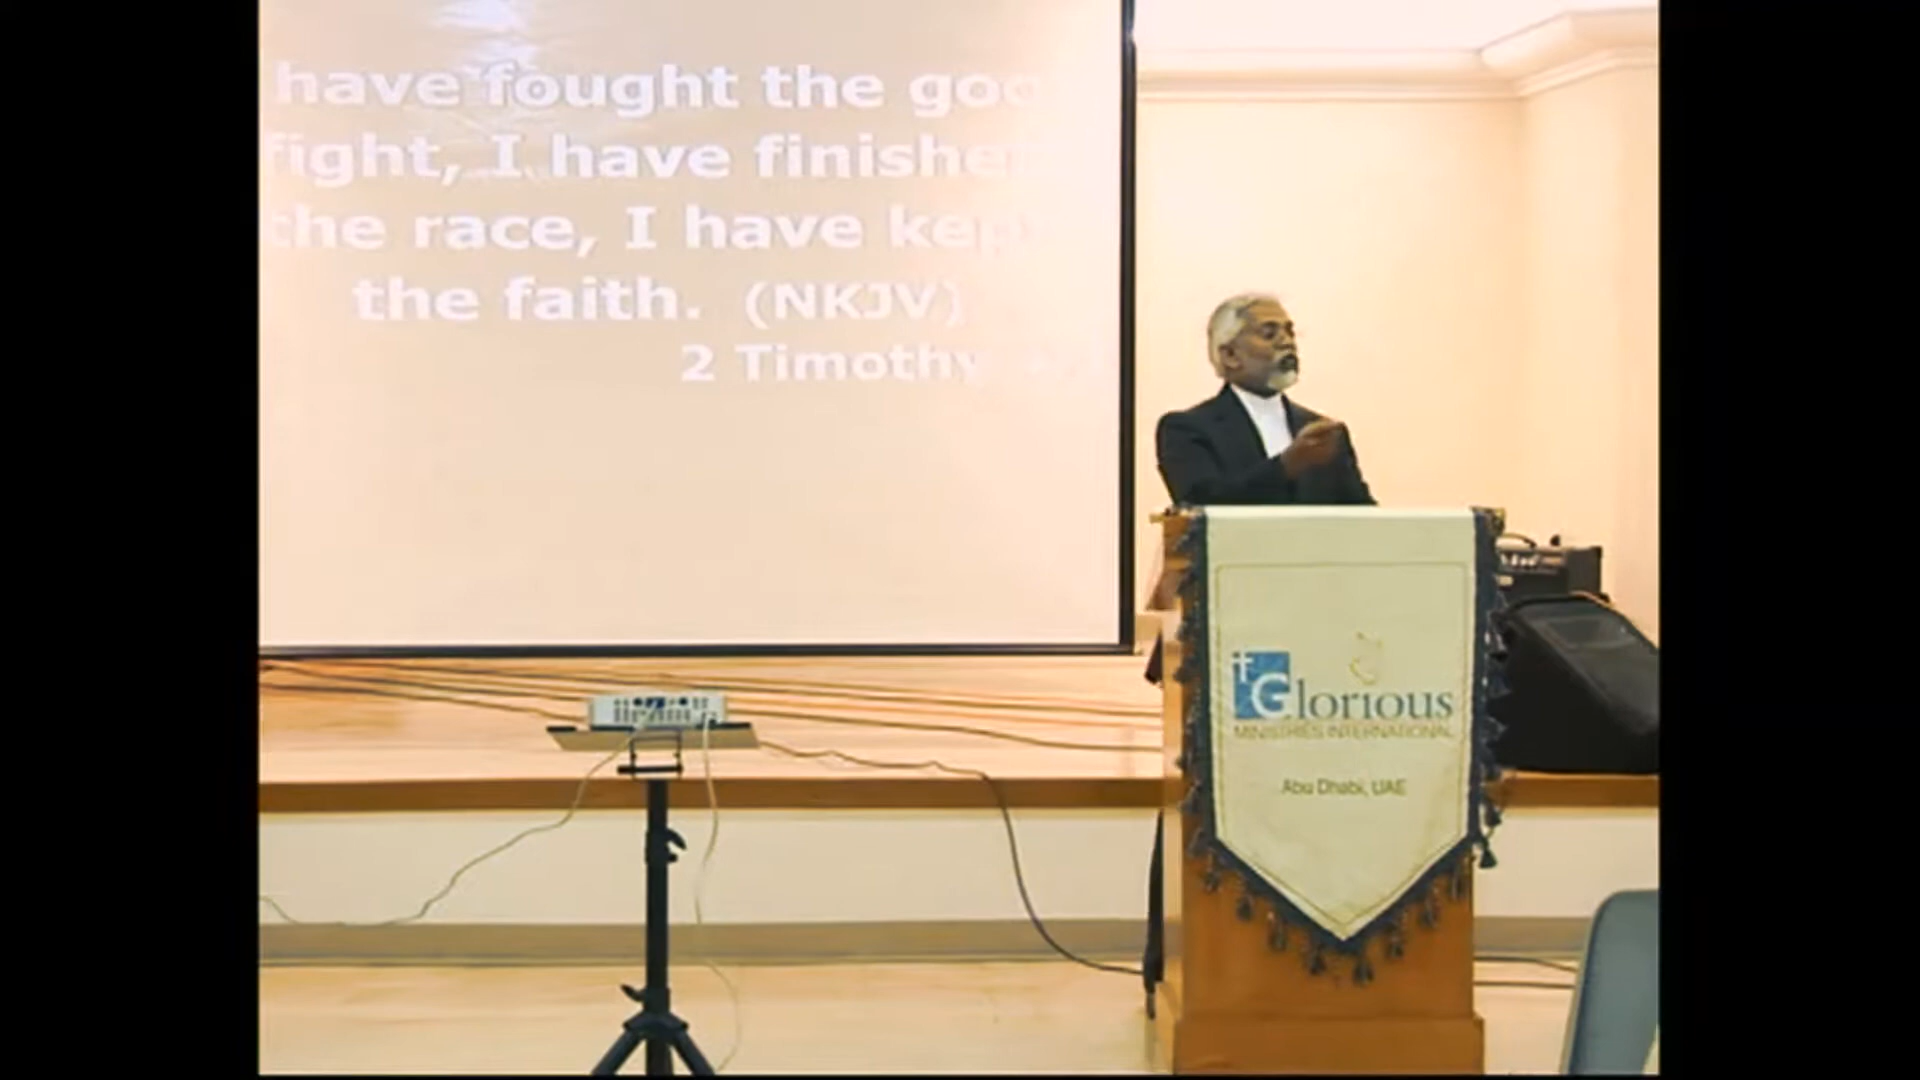 have fought the goo
fight, I have finishe
the race, I have kep
the faith. (NKJV)
2 Timothy
Glorious
MINISTRIES INTERNATIONAL
Abu Dhabi, UAE